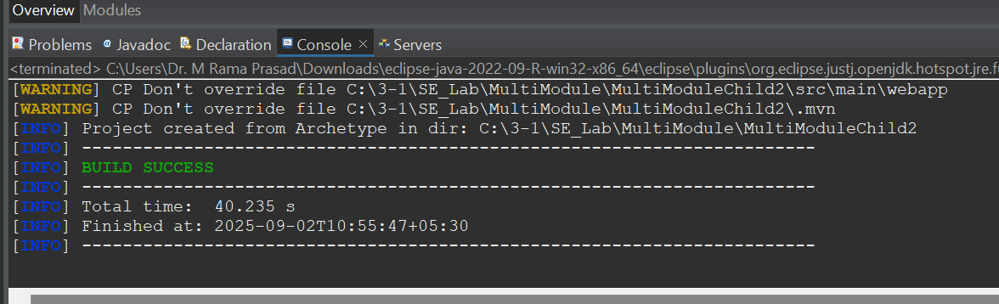 Overview Modules
Problems @ Javadoc Declaration Console × Servers
<terminated> C:\Users\Dr. M Rama Prasad\Downloads\eclipse-java-2022-09-R-win32-x86_64\eclipse\plugins\org.eclipse.justj.openjdk.hotspot.jre.fu
[WARNING] CP Don't override file C:\3-1\SE_Lab\MultiModule\MultiModuleChild2\src\main\webapp
[WARNING] CP Don't override file C:\3-1\SE_Lab\MultiModule\MultiModuleChild2\.mvn
[INFO] Project created from Archetype in dir: C:\3-1\SE_Lab\MultiModule\MultiModuleChild2
[INFO] ------------------------------------------------------------------------
[INFO] BUILD SUCCESS
[INFO] ------------------------------------------------------------------------
[INFO] Total time:  40.235 s
[INFO] Finished at: 2025-09-02T10:55:47+05:30
[INFO] ------------------------------------------------------------------------